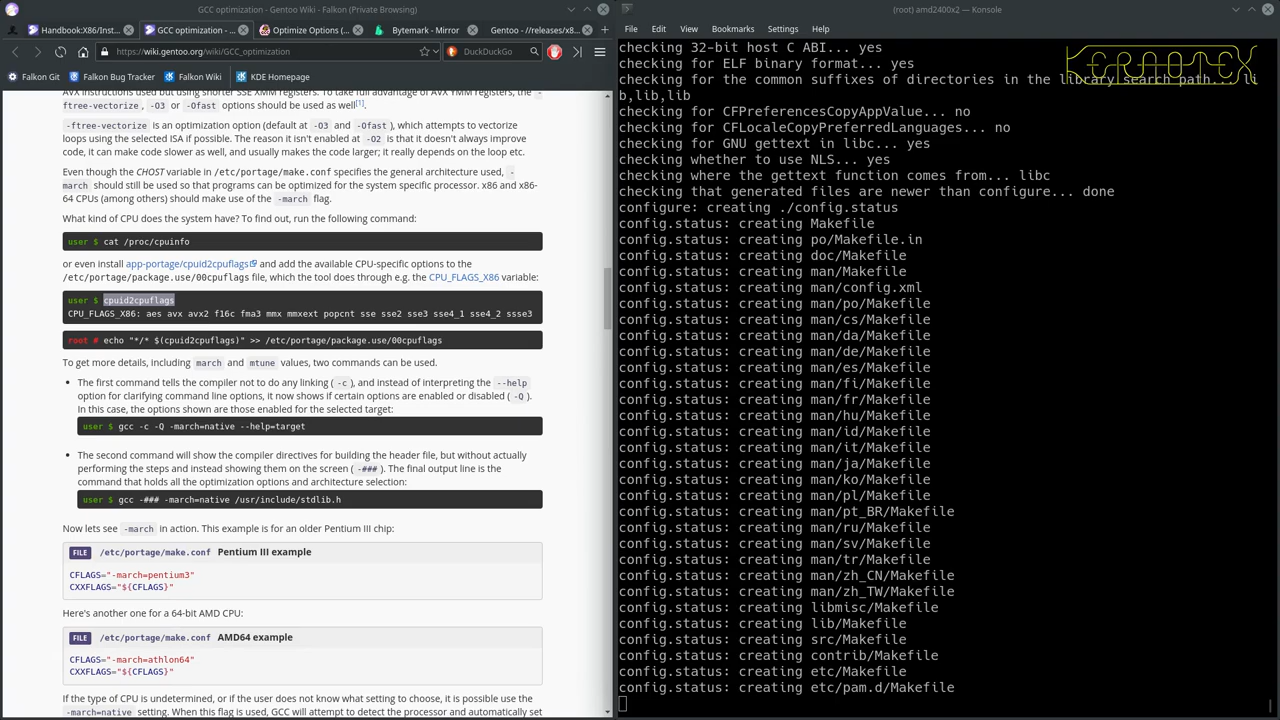 GCC optimization - Gentoo Wiki - Falkon (Private Browsing)
Handbook:X86/Inst
GCC optimization -
Optimize Options (
Bytemark - Mirror
Gentoo – /releases/x8
https://wiki.gentoo.org/wiki/GCC_optimization
DuckDuckGo
Falkon Git
Falkon Bug Tracker
Falkon Wiki
KDE Homepage
AVX instructions used but using shorter SSE XMM registers. To take full advantage of AVX YMM registers, the -
ftree-vectorize , -O3 or -Ofast options should be used as well[1].
-ftree-vectorize is an optimization option (default at -O3 and -Ofast), which attempts to vectorize
loops using the selected ISA if possible. The reason it isn't enabled at -O2 is that it doesn't always improve
code, it can make code slower as well, and usually makes the code larger; it really depends on the loop etc.
Even though the CHOST variable in /etc/portage/make.conf specifies the general architecture used, -
march should still be used so that programs can be optimized for the system specific processor. x86 and x86-
64 CPUs (among others) should make use of the -march flag.
What kind of CPU does the system have? To find out, run the following command:
user $ cat /proc/cpuinfo
or even install app-portage/cpuid2cpuflags and add the available CPU-specific options to the
/etc/portage/package.use/00cpuflags file, which the tool does through e.g. the CPU_FLAGS_X86 variable:
user $ cpuid2cpuflags
CPU_FLAGS_X86: aes avx avx2 f16c fma3 mmx mmxext popcnt sse sse2 sse3 sse4_1 sse4_2 ssse3
root # echo "*/* $(cpuid2cpuflags)" >> /etc/portage/package.use/00cpuflags
To get more details, including march and mtune values, two commands can be used.
• The first command tells the compiler not to do any linking ( -c ), and instead of interpreting the --help
option for clarifying command line options, it now shows if certain options are enabled or disabled ( -Q ).
In this case, the options shown are those enabled for the selected target:
user $ gcc -c -Q -march=native --help=target
• The second command will show the compiler directives for building the header file, but without actually
performing the steps and instead showing them on the screen ( -### ). The final output line is the
command that holds all the optimization options and architecture selection:
user $ gcc -### -march=native /usr/include/stdlib.h
Now lets see -march in action. This example is for an older Pentium III chip:
FILE /etc/portage/make.conf Pentium III example
CFLAGS="-march=pentium3"
CXXFLAGS="${CFLAGS}"
Here's another one for a 64-bit AMD CPU:
FILE /etc/portage/make.conf AMD64 example
CFLAGS="-march=athlon64"
CXXFLAGS="${CFLAGS}"
If the type of CPU is undetermined, or if the user does not know what setting to choose, it is possible use the
-march=native setting. When this flag is used, GCC will attempt to detect the processor and automatically set
(root) amd2400x2 — Konsole
File Edit View Bookmarks Settings Help
KERNOTEX
checking 32-bit host C ABI... yes
checking for ELF binary format... yes
checking for the common suffixes of directories in the library search path... li
b,lib,lib
checking for CFPreferencesCopyAppValue... no
checking for CFLocaleCopyPreferredLanguages... no
checking for GNU gettext in libc... yes
checking whether to use NLS... yes
checking where the gettext function comes from... libc
checking that generated files are newer than configure... done
configure: creating ./config.status
config.status: creating Makefile
config.status: creating po/Makefile.in
config.status: creating doc/Makefile
config.status: creating man/Makefile
config.status: creating man/config.xml
config.status: creating man/po/Makefile
config.status: creating man/cs/Makefile
config.status: creating man/da/Makefile
config.status: creating man/de/Makefile
config.status: creating man/es/Makefile
config.status: creating man/fi/Makefile
config.status: creating man/fr/Makefile
config.status: creating man/hu/Makefile
config.status: creating man/id/Makefile
config.status: creating man/it/Makefile
config.status: creating man/ja/Makefile
config.status: creating man/ko/Makefile
config.status: creating man/pl/Makefile
config.status: creating man/pt_BR/Makefile
config.status: creating man/ru/Makefile
config.status: creating man/sv/Makefile
config.status: creating man/tr/Makefile
config.status: creating man/zh_CN/Makefile
config.status: creating man/zh_TW/Makefile
config.status: creating libmisc/Makefile
config.status: creating lib/Makefile
config.status: creating src/Makefile
config.status: creating contrib/Makefile
config.status: creating etc/Makefile
config.status: creating etc/pam.d/Makefile